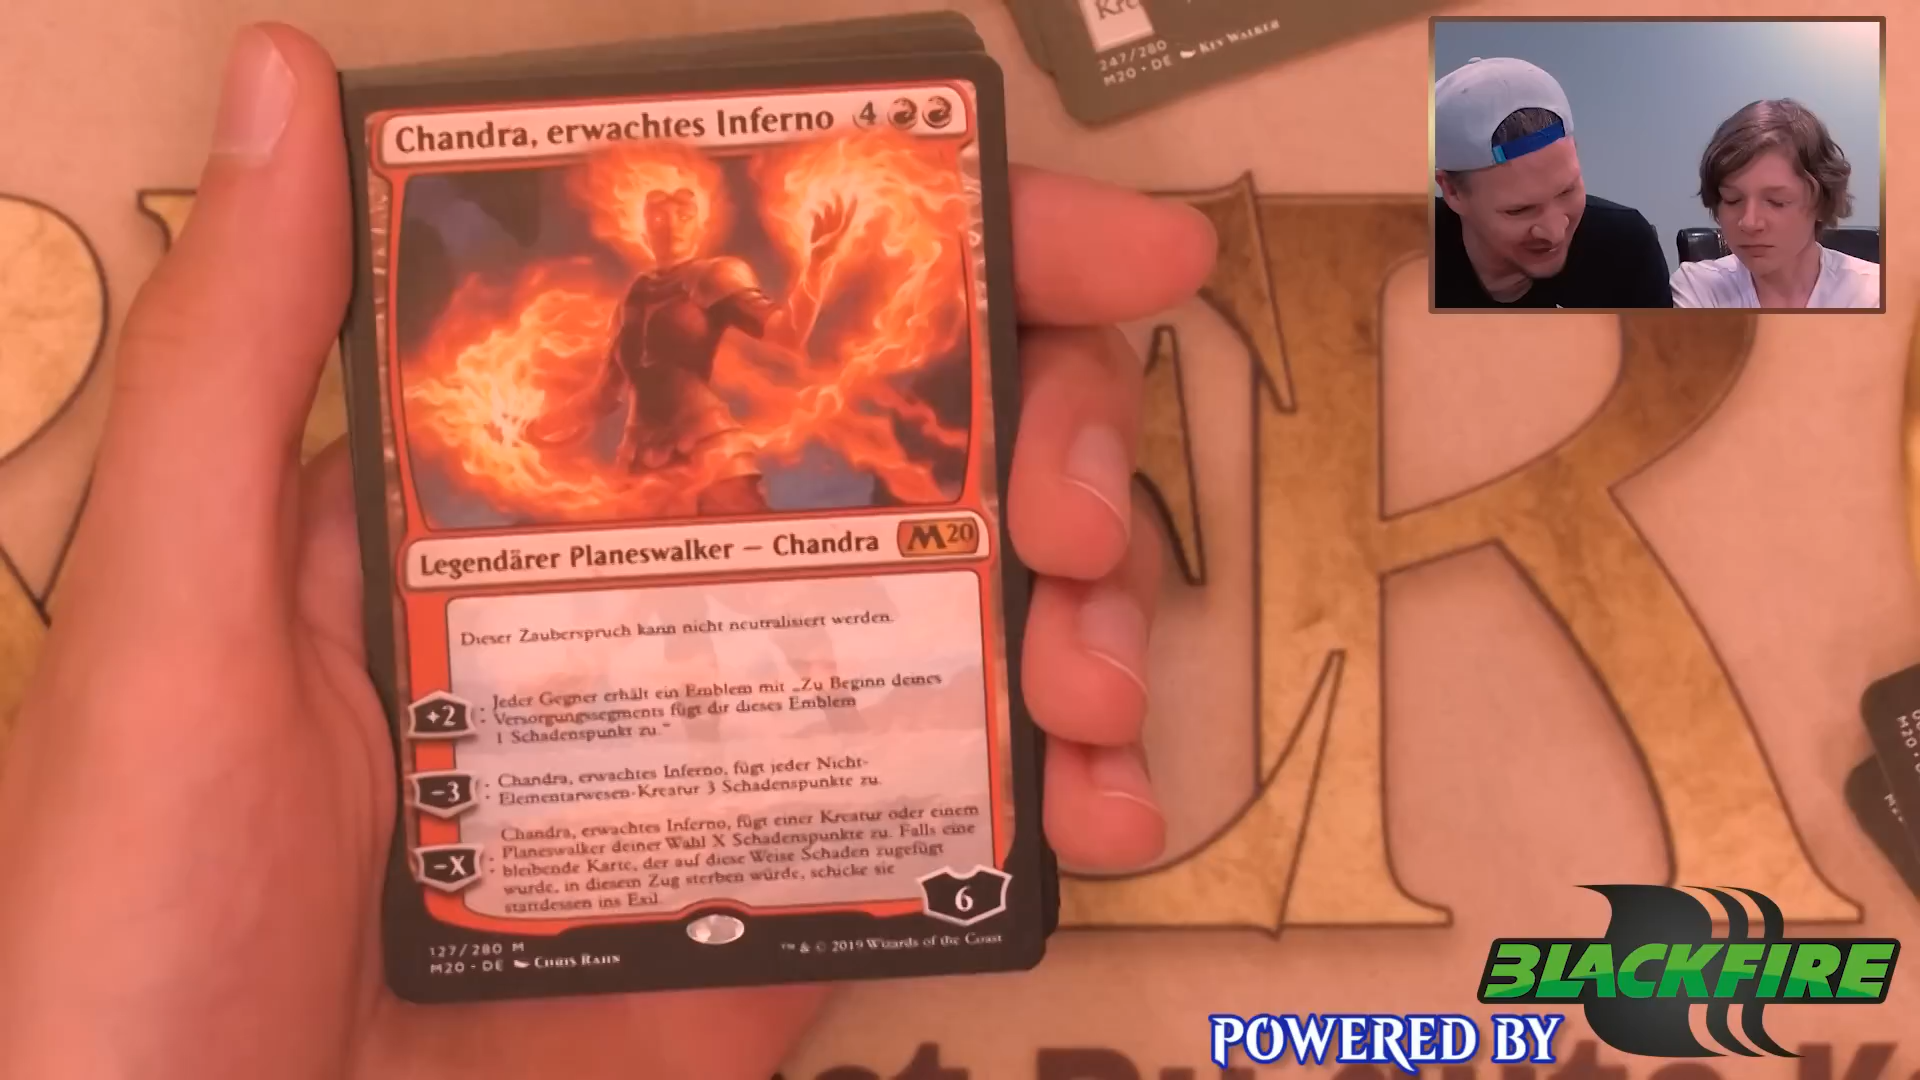 Kre
247/280
M20 · DE KEV WALKER
Chandra, erwachtes Inferno 4
Legendärer Planeswalker – Chandra M20
Dieser Zauberspruch kann nicht neutralisiert werden.
+2: Jeder Gegner erhält ein Emblem mit „Zu Beginn deines
Versorgungssegments fügt dir dieses Emblem
1 Schadenspunkt zu.“
−3: Chandra, erwachtes Inferno, fügt jeder Nicht-
Elementarwesen-Kreatur 3 Schadenspunkte zu.
−X: Chandra, erwachtes Inferno, fügt einer Kreatur oder einem
Planeswalker deiner Wahl X Schadenspunkte zu. Falls eine
bleibende Karte, der auf diese Weise Schaden zugefügt
wurde, in diesem Zug sterben würde, schicke sie
stattdessen ins Exil.
6
127/280 M
M20 · DE CHRIS RAHN
™ & © 2019 Wizards of the Coast
M20
BLACKFIRE
POWERED BY